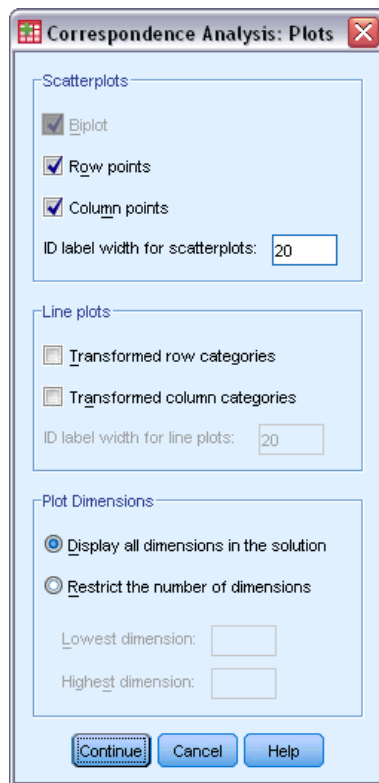 Correspondence Analysis: Plots
Scatterplots
Biplot
Row points
Column points
ID label width for scatterplots: 20
Line plots
Transformed row categories
Transformed column categories
ID label width for line plots: 20
Plot Dimensions
Display all dimensions in the solution
Restrict the number of dimensions
Lowest dimension:
Highest dimension:
Continue Cancel Help